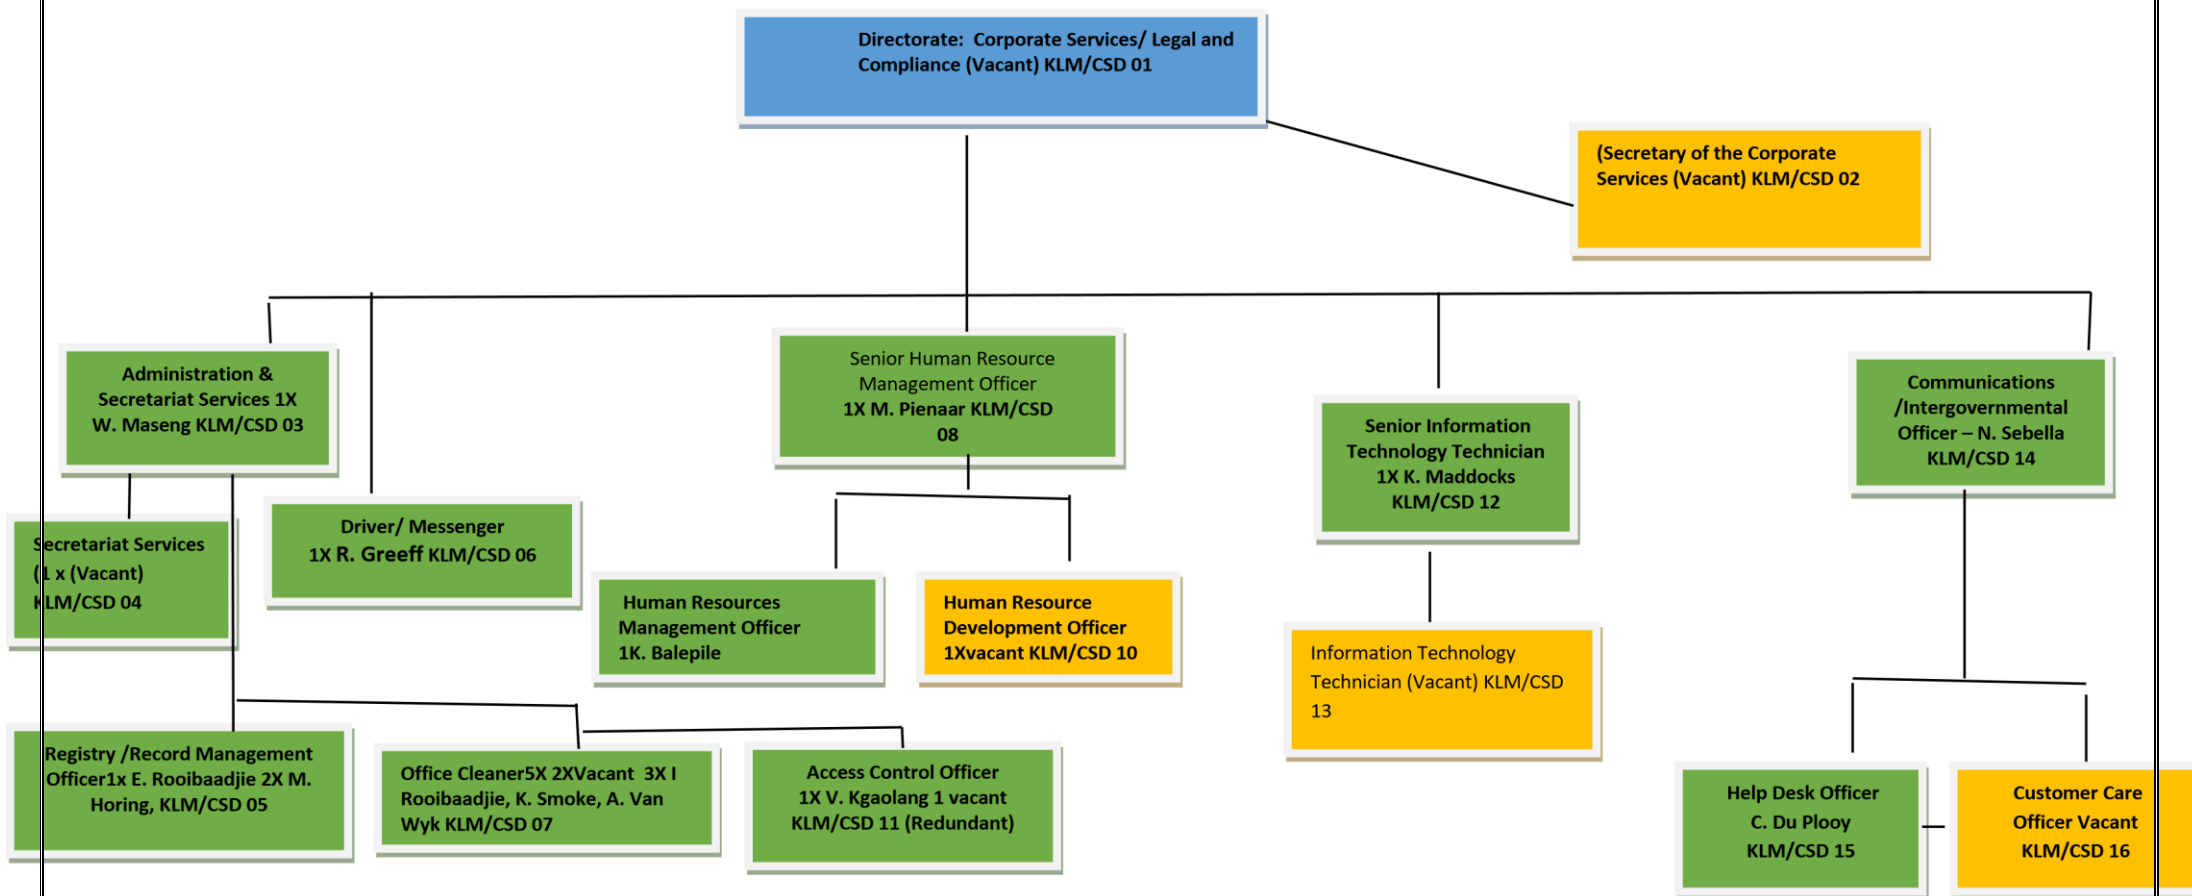 Directorate:  Corporate Services/ Legal and
Compliance (Vacant) KLM/CSD 01
(Secretary of the Corporate
Services (Vacant) KLM/CSD 02
Administration &
Secretariat Services 1X
W. Maseng KLM/CSD 03
Senior Human Resource
Management Officer
1X M. Pienaar KLM/CSD
08
Senior Information
Technology Technician
1X K. Maddocks
KLM/CSD 12
Communications
/Intergovernmental
Officer – N. Sebella
KLM/CSD 14
Secretariat Services
(1 x (Vacant)
KLM/CSD 04
Driver/ Messenger
1X R. Greeff KLM/CSD 06
Human Resources
Management Officer
1K. Balepile
Human Resource
Development Officer
1Xvacant KLM/CSD 10
Information Technology
Technician (Vacant) KLM/CSD
13
Registry /Record Management
Officer1x E. Rooibaadjie 2X M.
Horing, KLM/CSD 05
Office Cleaner5X 2XVacant  3X I
Rooibaadjie, K. Smoke, A. Van
Wyk KLM/CSD 07
Access Control Officer
1X V. Kgaolang 1 vacant
KLM/CSD 11 (Redundant)
Help Desk Officer
C. Du Plooy
KLM/CSD 15
Customer Care
Officer Vacant
KLM/CSD 16